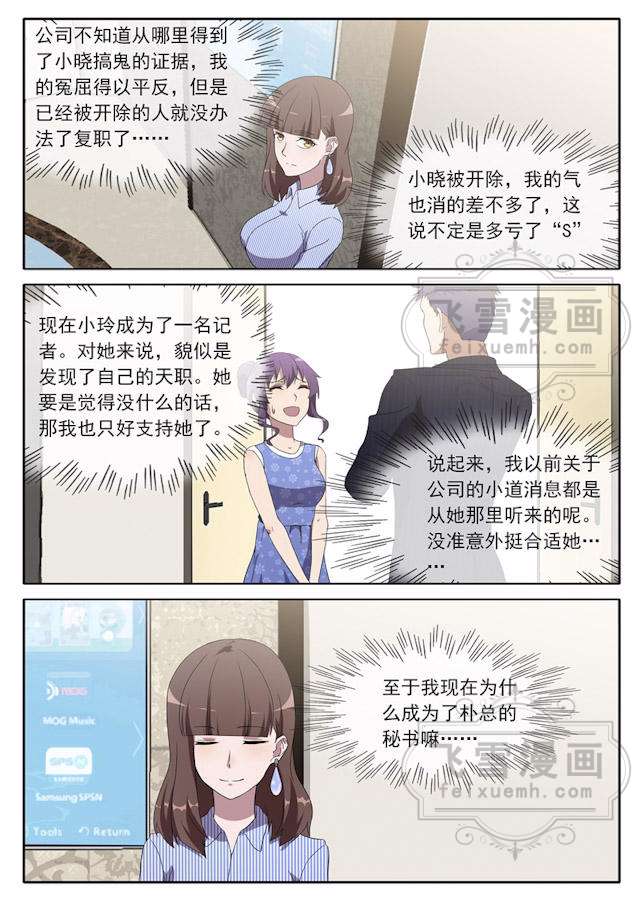 公司不知道从哪里得到
了小晓搞鬼的证据，我
的冤屈得以平反，但是
已经被开除的人就没办
法了复职了……
小晓被开除，我的气
也消的差不多了，这
说不定是多亏了“S”
飞雪漫画
feixuemh.com
现在小玲成为了一名记
者。对她来说，貌似是
发现了自己的天职。她
要是觉得没什么的话，
那我也只好支持她了。
说起来，我以前关于
公司的小道消息都是
从她那里听来的呢。
没准意外挺合适她…
…
MOG Music
SPSN
Samsung SPSN
Tools
Return
至于我现在为什
么成为了朴总的
秘书嘛……
飞雪漫画
feixuemh.com